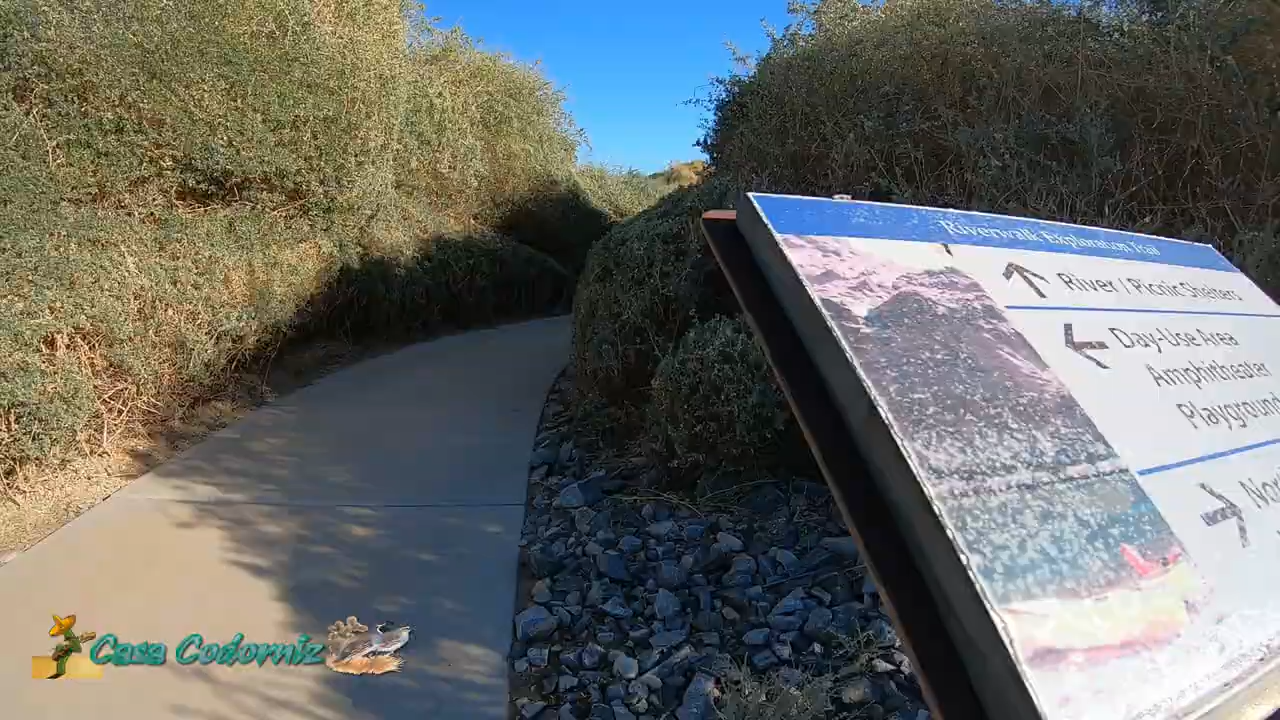 Riverwalk Exploration Trail
River | Picnic Shelters
Day-Use Area
Amphitheater
Playground
Casa Codorniz